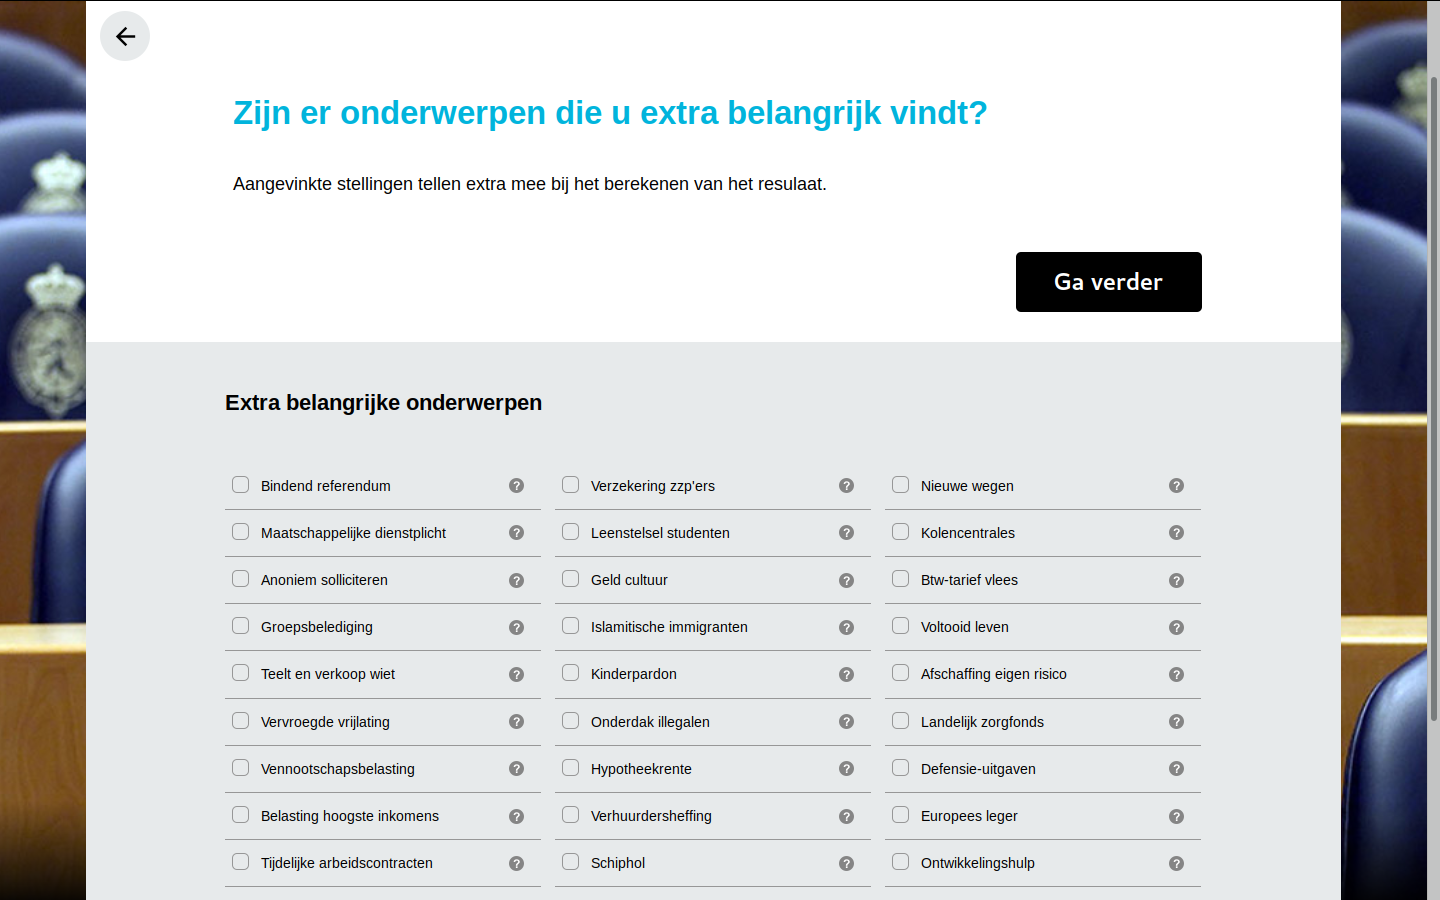 Zijn er onderwerpen die u extra belangrijk vindt?
Aangevinkte stellingen tellen extra mee bij het berekenen van het resulaat.
Ga verder
Extra belangrijke onderwerpen
Bindend referendum
Verzekering zzp'ers
Nieuwe wegen
Maatschappelijke dienstplicht
Leenstelsel studenten
Kolencentrales
Anoniem solliciteren
Geld cultuur
Btw-tarief vlees
Groepsbelediging
Islamitische immigranten
Voltooid leven
Teelt en verkoop wiet
Kinderpardon
Afschaffing eigen risico
Vervroegde vrijlating
Onderdak illegalen
Landelijk zorgfonds
Vennootschapsbelasting
Hypotheekrente
Defensie-uitgaven
Belasting hoogste inkomens
Verhuurdersheffing
Europees leger
Tijdelijke arbeidscontracten
Schiphol
Ontwikkelingshulp